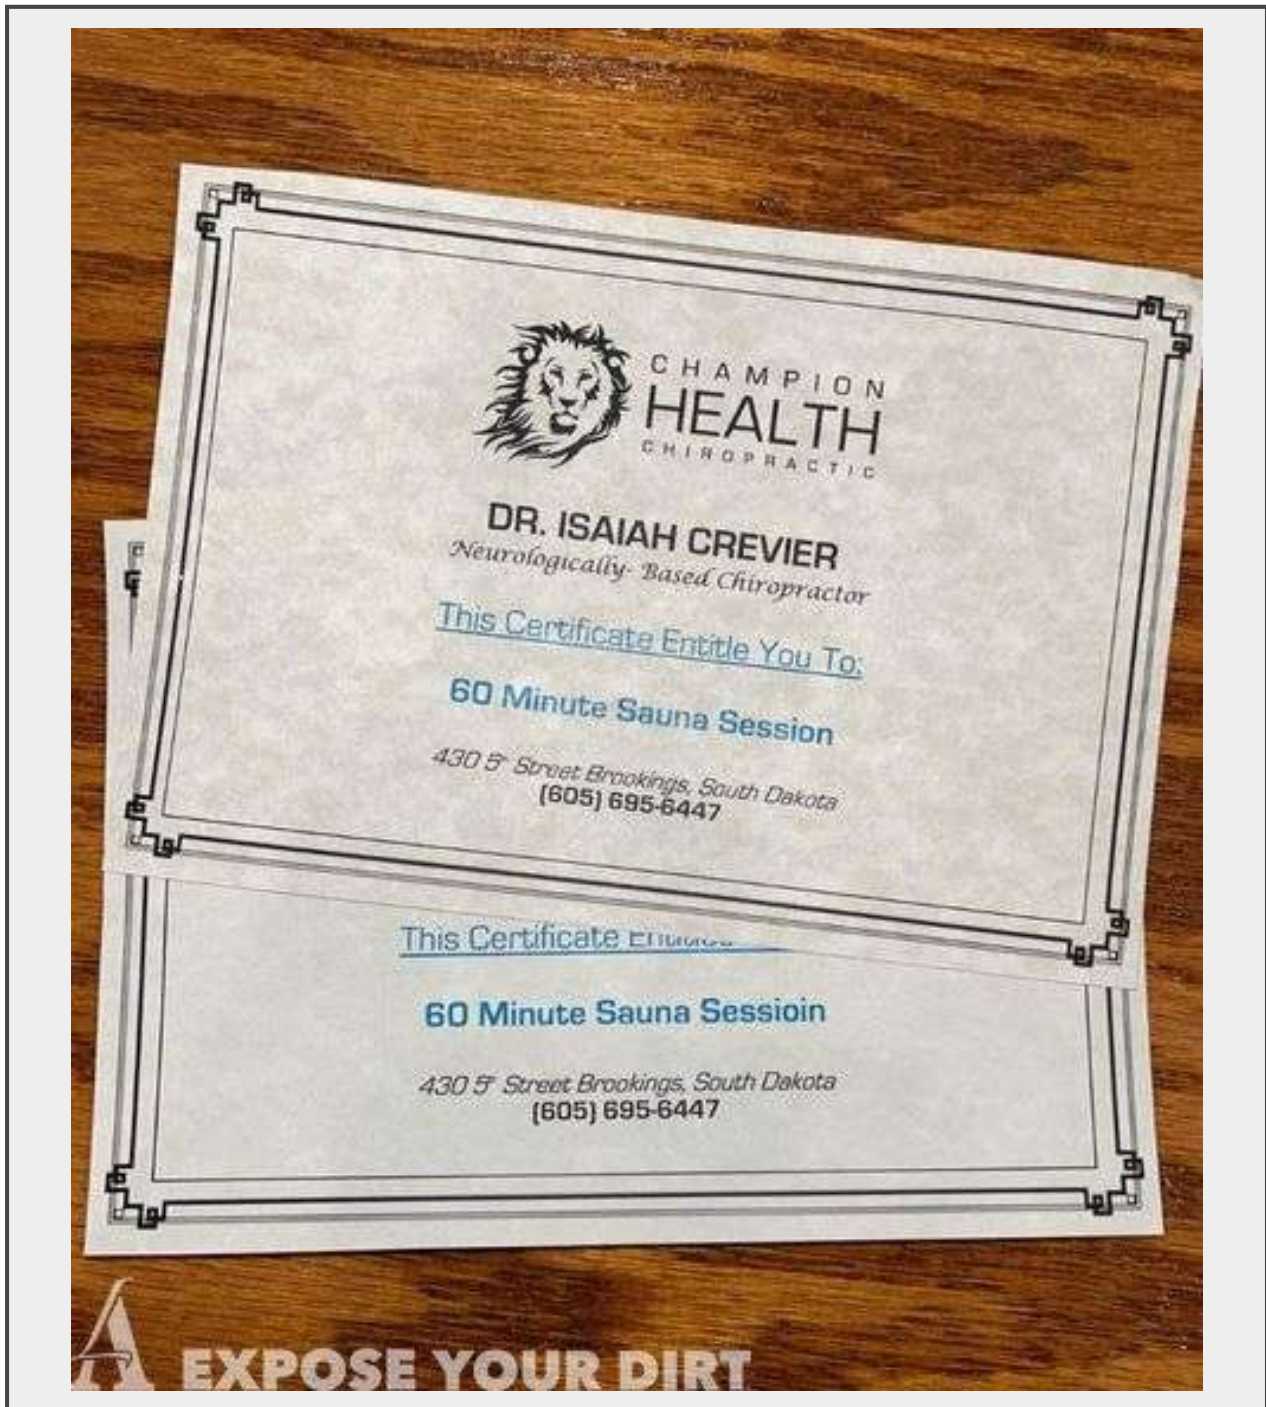 CHAMPION
HEALTH
CHIROPRACTIC
DR. ISAIAH CREVIER
Neurologically- Based Chiropractor
This Certificate Entitle You To:
60 Minute Sauna Session
430 5th Street Brookings, South Dakota
(605) 695-6447
This Certificate
60 Minute Sauna Sessioin
430 5th Street Brookings, South Dakota
(605) 695-6447
A EXPOSE YOUR DIRT